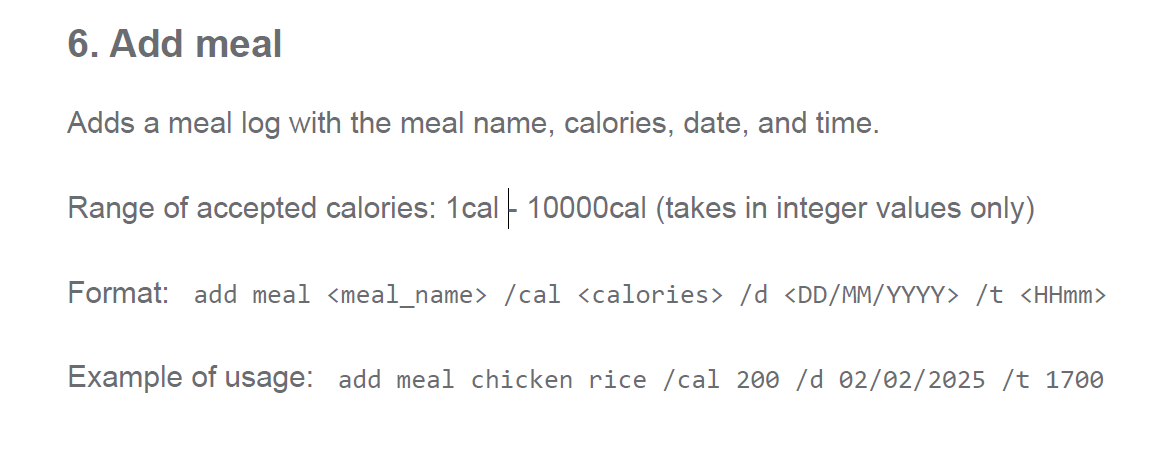 6. Add meal
Adds a meal log with the meal name, calories, date, and time.
Range of accepted calories: 1cal - 10000cal (takes in integer values only)
Format: add meal <meal_name> /cal <calories> /d <DD/MM/YYYY> /t <HHmm>
Example of usage: add meal chicken rice /cal 200 /d 02/02/2025 /t 1700